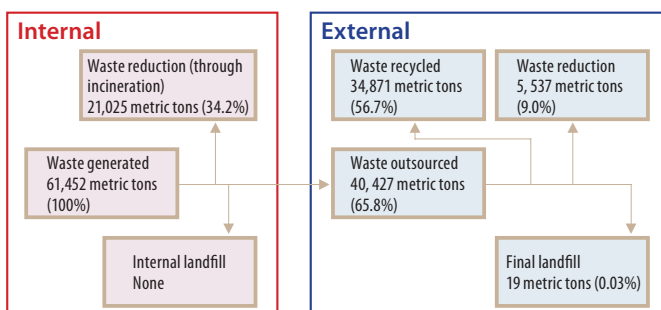 Internal
Waste reduction (through
incineration)
21,025 metric tons (34.2%)
Waste generated
61,452 metric tons
(100%)
Internal landfill
None
External
Waste recycled
34,871 metric tons
(56.7%)
Waste reduction
5, 537 metric tons
(9.0%)
Waste outsourced
40, 427 metric tons
(65.8%)
Final landfill
19 metric tons (0.03%)